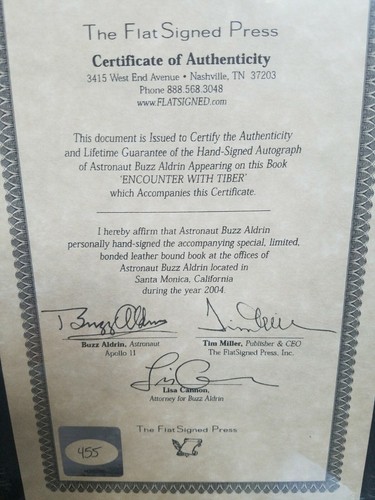 The FlatSigned Press
Certificate of Authenticity
3415 West End Avenue • Nashville, TN 37203
Phone 888.568.3048
www.FLATSIGNED.com
This document is Issued to Certify the Authenticity
and Lifetime Guarantee of the Hand-Signed Autograph
of Astronaut Buzz Aldrin Appearing on this Book
'ENCOUNTER WITH TIBER'
which Accompanies this Certificate.
I hereby affirm that Astronaut Buzz Aldrin
personally hand-signed the accompanying special, limited,
bonded leather bound book at the offices of
Astronaut Buzz Aldrin located in
Santa Monica, California
during the year 2004.
Buzz Aldrin
Tim Miller
Buzz Aldrin, Astronaut
Apollo 11
Tim Miller, Publisher & CEO
The FlatSigned Press, Inc.
Lisa Cannon,
Attorney for Buzz Aldrin
The FlatSigned Press
455